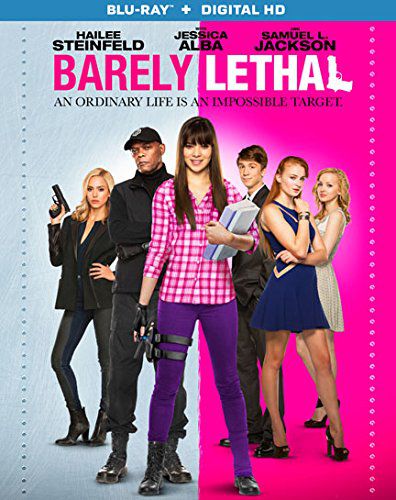 BLU-RAY + DIGITAL HD
HAILEE STEINFELD
JESSICA ALBA
SAMUEL L. JACKSON
BARELY LETHAL
AN ORDINARY LIFE IS AN IMPOSSIBLE TARGET.